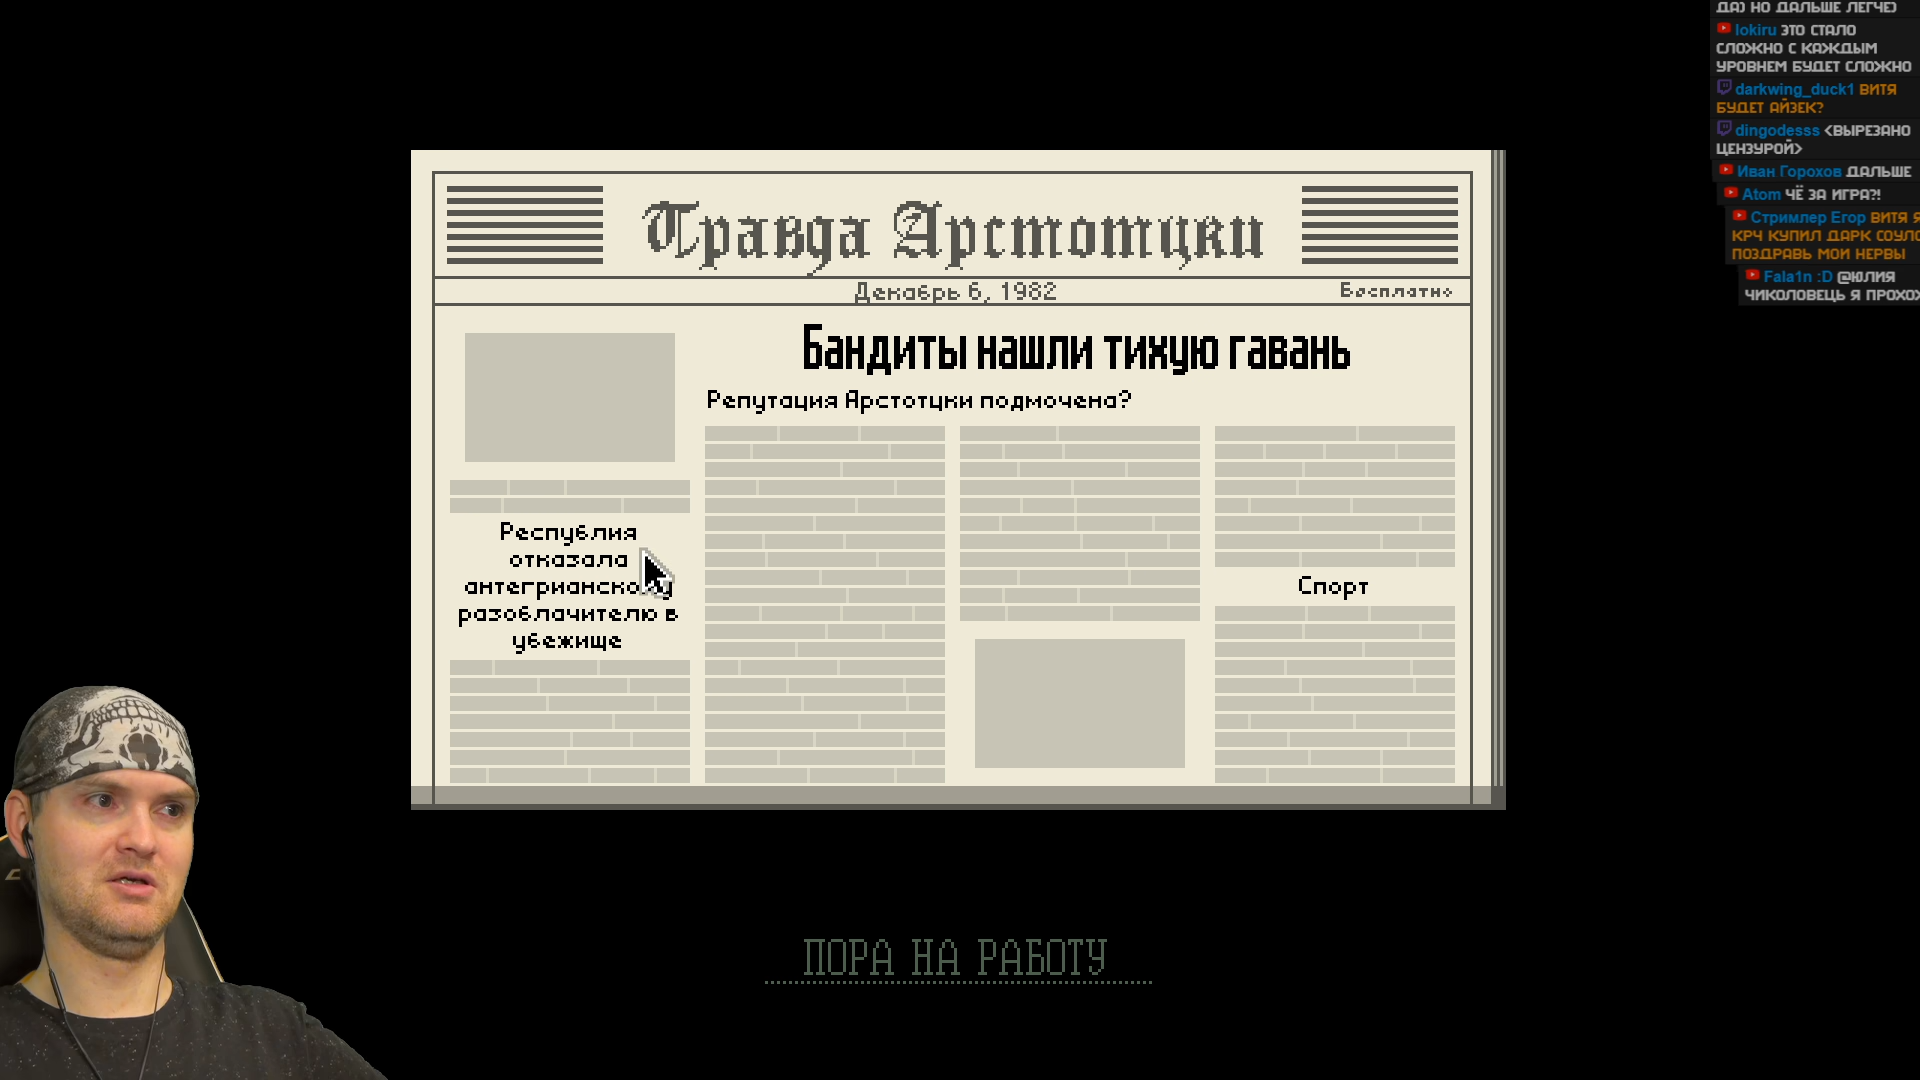 Правда Арстотцки
Декабрь 6, 1982
Бесплатно
Бандиты нашли тихую гавань
Репутация Арстотцки подмочена?
Республия
отказала
антегрианскому
разоблачителю в
убежище
Спорт
ПОРА НА РАБОТУ
ДА) НО ДАЛЬШЕ ЛЕГЧЕ)
lokiru ЭТО СТАЛО
СЛОЖНО С КАЖДЫМ
УРОВНЕМ БУДЕТ СЛОЖНО
darkwing_duck1 ВИТЯ
БУДЕТ АЙЗЕК?
dingodesss <ВЫРЕЗАНО
ЦЕНЗУРОЙ>
Иван Горохов ДАЛЬШЕ
Atom ЧЁ ЗА ИГРА?!
Стримлер Егор ВИТЯ Я
КРЧ КУПИЛ ДАРК СОУЛС
ПОЗДРАВЬ МОИ НЕРВЫ
Fala1n :D @ЮЛИЯ
ЧИКОЛОВЕЦЬ Я ПРОХОЖ